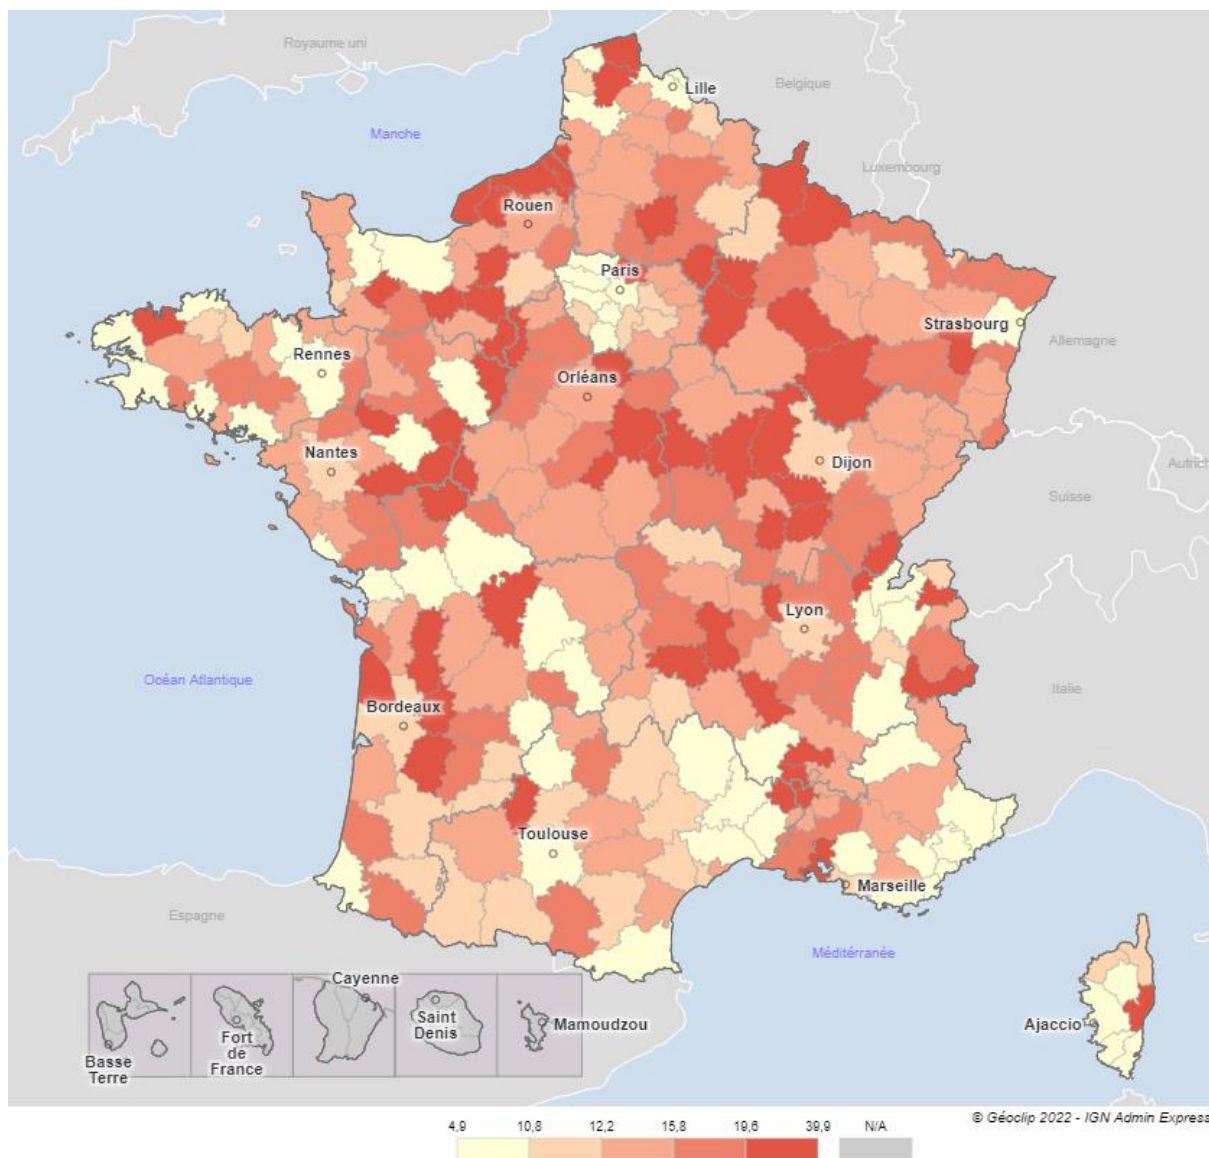 Royaume uni
Belgique
Lille
Manche
Luxembourg
Rouen
Paris
Strasbourg
Allemagne
Rennes
Orléans
Nantes
Dijon
Autrich
Suisse
Lyon
Océan Atlantique
Italie
Bordeaux
Toulouse
Marseille
Espagne
Méditérranée
Cayenne
Saint
Denis
Mamoudzou
Ajaccio
Fort
de
France
Basse
Terre
© Géoclip 2022 - IGN Admin Express
4,9 10,8 12,2 15,8 19,6 39,9 N/A